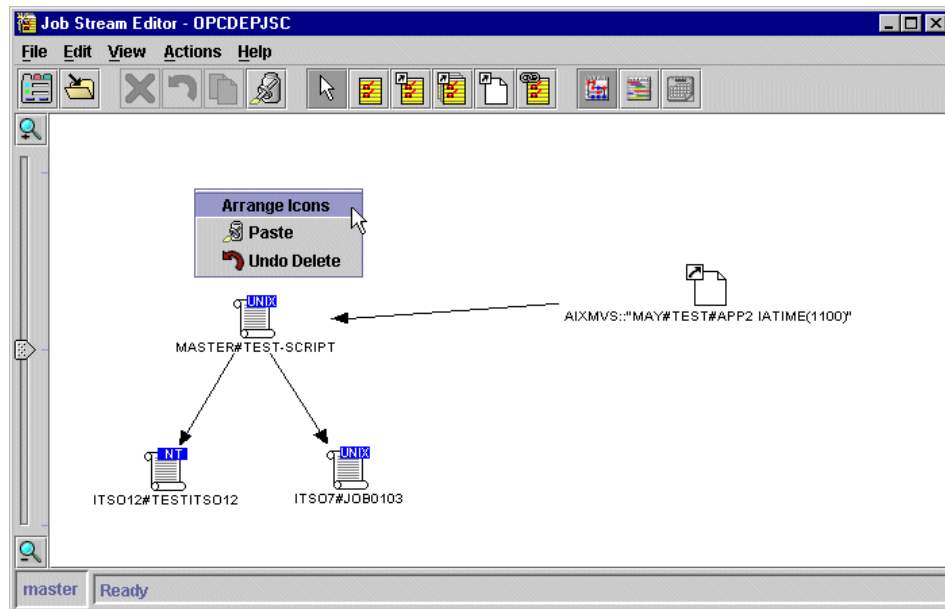 Job Stream Editor - OPCDEPJSC
File Edit View Actions Help
Arrange Icons
Paste
Undo Delete
UNIX
MASTER#TEST-SCRIPT
AIXMVS::"MAY#TEST#APP2 IATIME(1100)"
NT
ITSO12#TESTITSO12
UNIX
ITSO7#JOB0103
master Ready